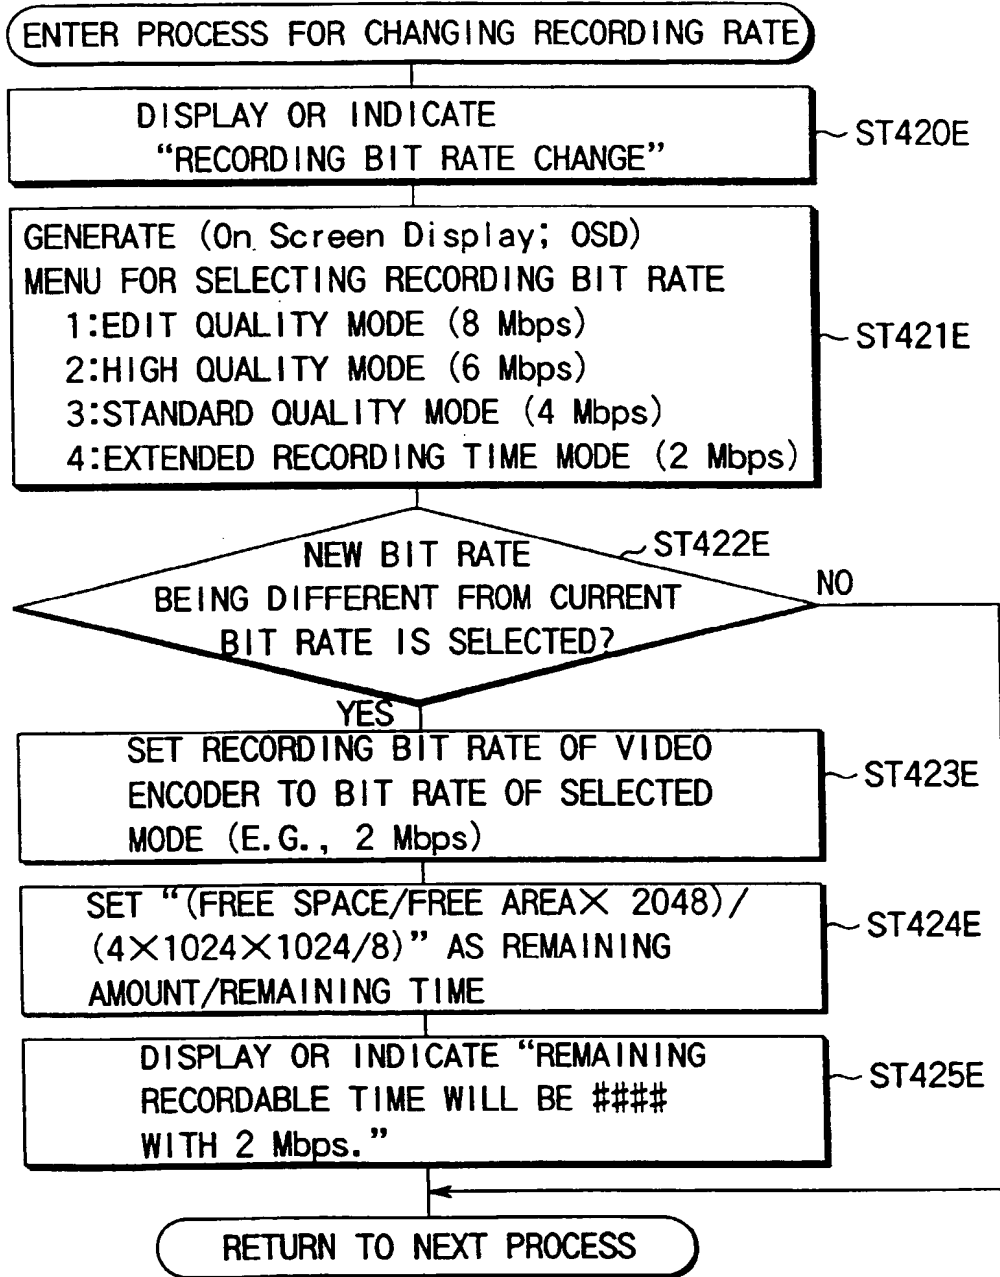 ENTER PROCESS FOR CHANGING RECORDING RATE
DISPLAY OR INDICATE
“RECORDING BIT RATE CHANGE”
ST420E
GENERATE (On Screen Display; OSD)
MENU FOR SELECTING RECORDING BIT RATE
1:EDIT QUALITY MODE (8 Mbps)
2:HIGH QUALITY MODE (6 Mbps)
3:STANDARD QUALITY MODE (4 Mbps)
4:EXTENDED RECORDING TIME MODE (2 Mbps)
ST421E
NEW BIT RATE
BEING DIFFERENT FROM CURRENT
BIT RATE IS SELECTED?
ST422E
NO
YES
SET RECORDING BIT RATE OF VIDEO
ENCODER TO BIT RATE OF SELECTED
MODE (E.G., 2 Mbps)
ST423E
SET “(FREE SPACE/FREE AREA× 2048)/
(4×1024×1024/8)” AS REMAINING
AMOUNT/REMAINING TIME
ST424E
DISPLAY OR INDICATE “REMAINING
RECORDABLE TIME WILL BE ####
WITH 2 Mbps.”
ST425E
RETURN TO NEXT PROCESS